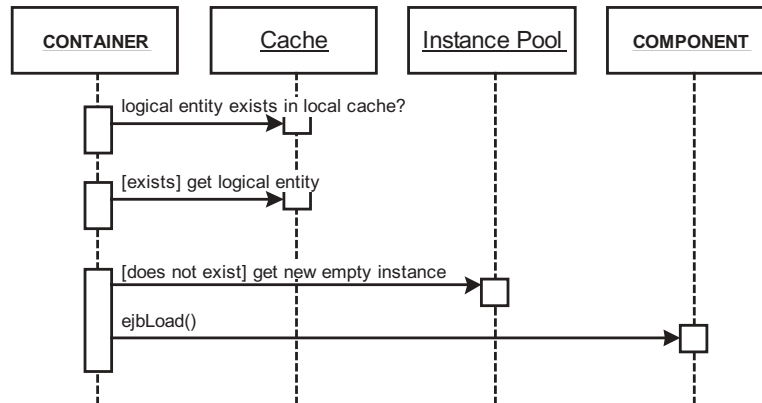 CONTAINER
Cache
Instance Pool
COMPONENT
logical entity exists in local cache?
[exists] get logical entity
[does not exist] get new empty instance
ejbLoad()